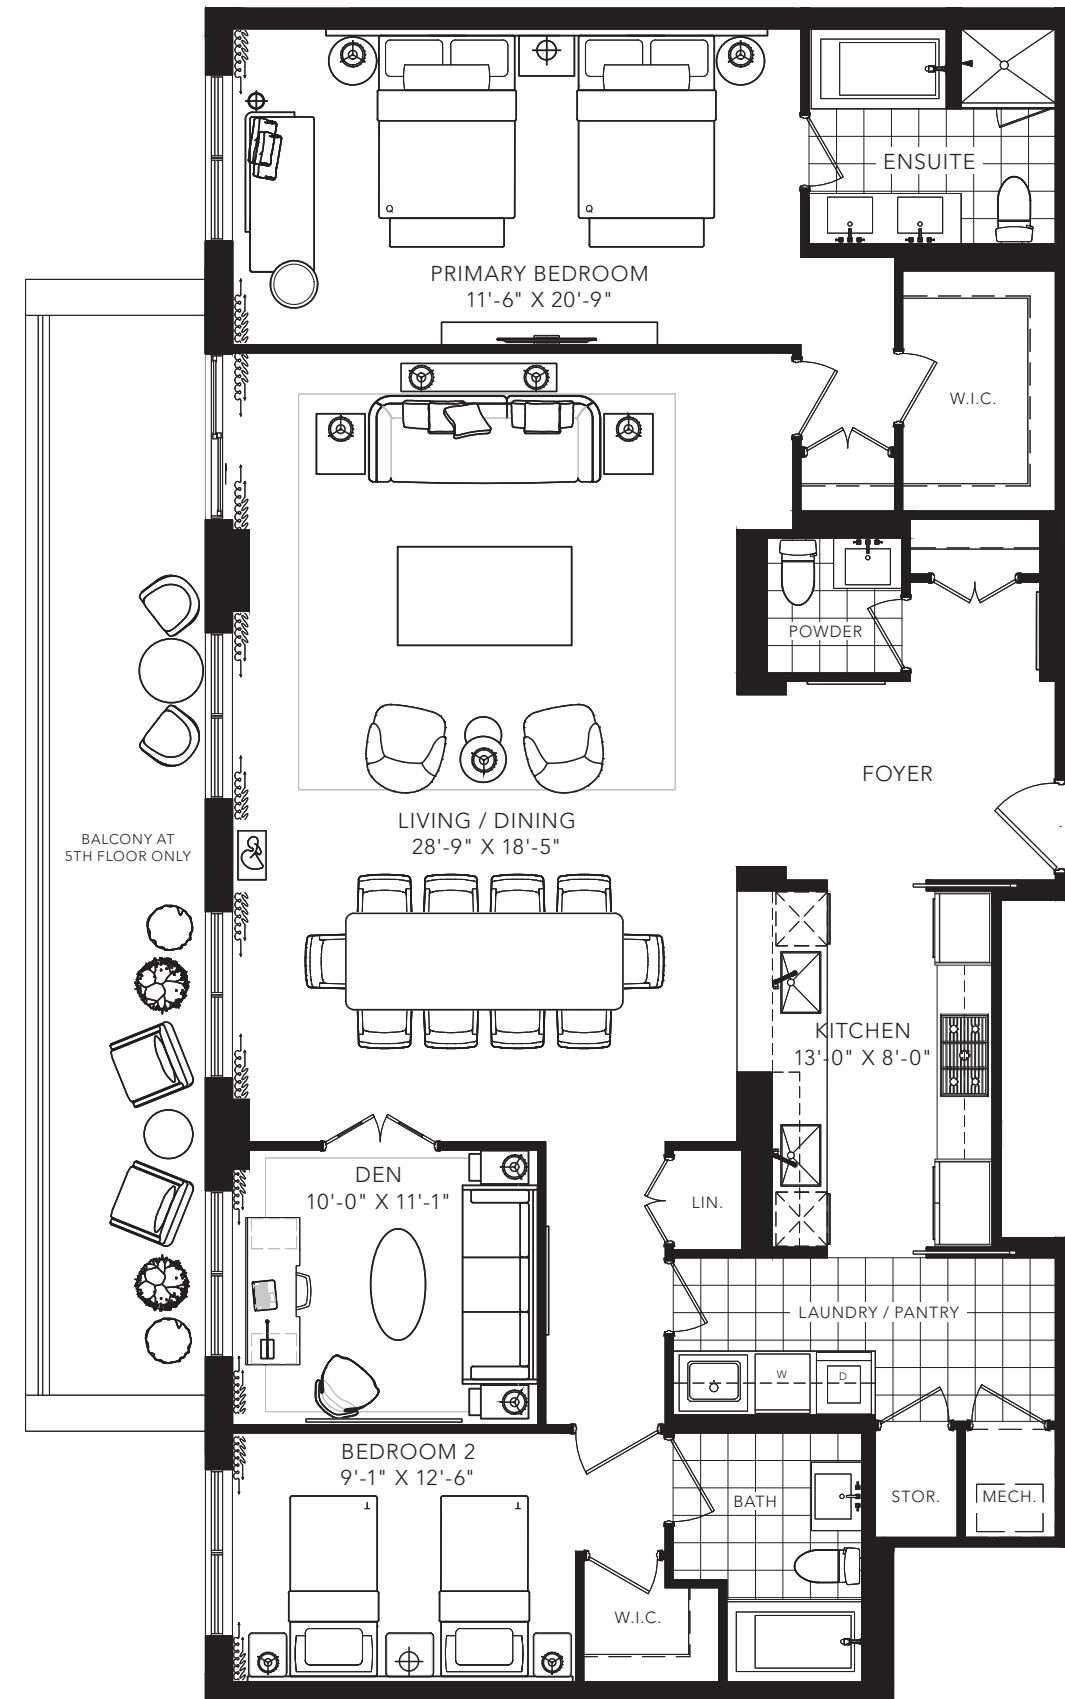 ENSUITE
PRIMARY BEDROOM
11'-6" X 20'-9"
Q
Q
W.I.C.
POWDER
FOYER
LIVING / DINING
28'-9" X 18'-5"
BALCONY AT
5TH FLOOR ONLY
KITCHEN
13'-0" X 8'-0"
DEN
10'-0" X 11'-1"
LIN.
LAUNDRY / PANTRY
W
D
BEDROOM 2
9'-1" X 12'-6"
T
T
BATH
STOR.
MECH.
W.I.C.